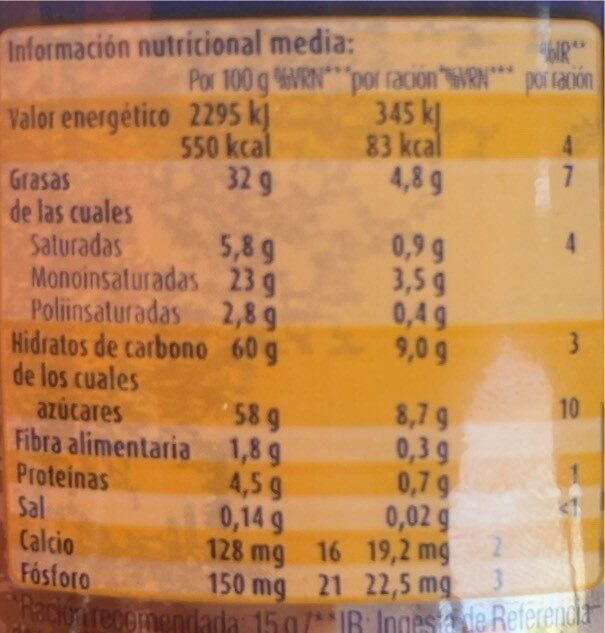 Información nutricional media:
%IR**
Por 100 g %VRN*** por ración* %VRN*** por ración
Valor energético 2295 kJ 345 kJ
550 kcal 83 kcal 4
Grasas 32 g 4,8 g 7
de las cuales
Saturadas 5,8 g 0,9 g 4
Monoinsaturadas 23 g 3,5 g
Poliinsaturadas 2,8 g 0,4 g
Hidratos de carbono 60 g 9,0 g 3
de los cuales
azúcares 58 g 8,7 g 10
Fibra alimentaria 1,8 g 0,3 g
Proteínas 4,5 g 0,7 g 1
Sal 0,14 g 0,02 g <1
Calcio 128 mg 16 19,2 mg 2
Fósforo 150 mg 21 22,5 mg 3
*Ración recomendada: 15 g/**IR: Ingesta de Referencia